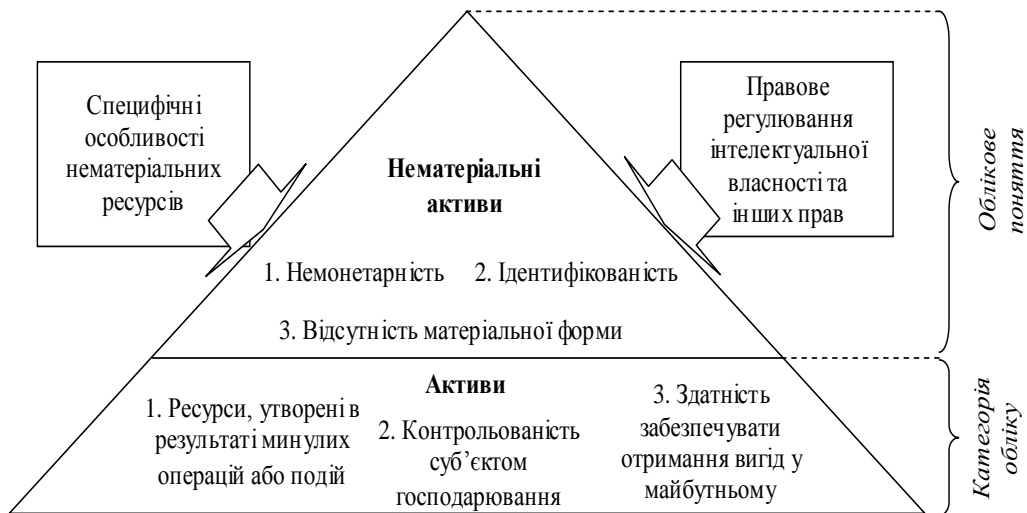 Специфічні
особливості
нематеріальних
ресурсів
Правове
регулювання
інтелектуальної
власності та
інших прав
Нематеріальні
активи
1. Немонетарність 2. Ідентифікованість
3. Відсутність матеріальної форми
Облікове
поняття
Активи
1. Ресурси, утворені в
результаті минулих
операцій або подій
2. Контрольованість
суб’єктом
господарювання
3. Здатність
забезпечувати
отримання вигід у
майбутньому
Категорія
обліку